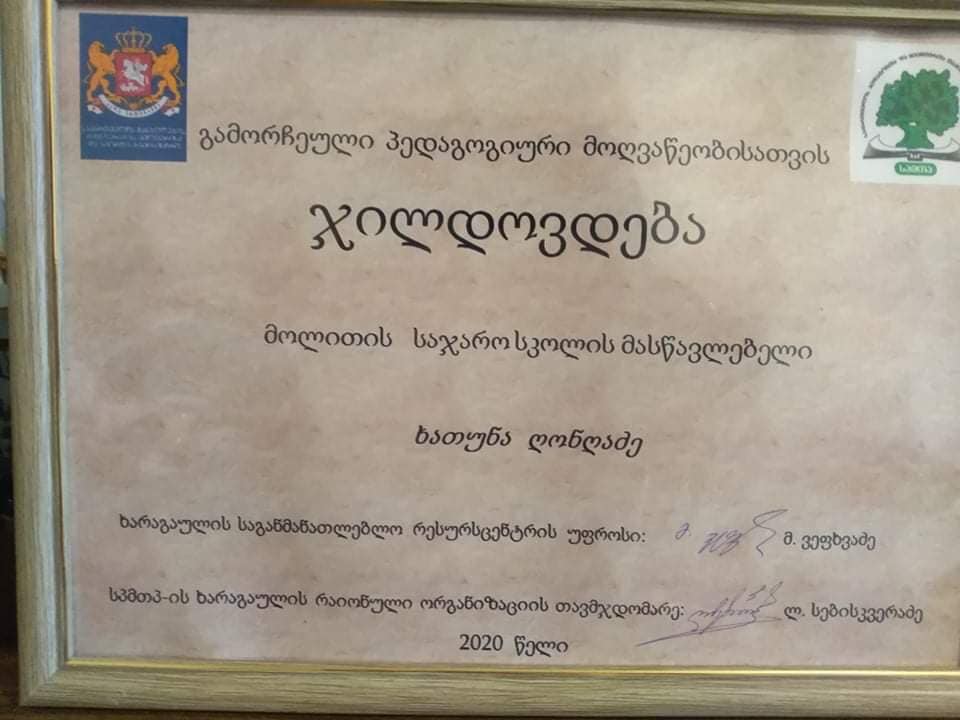 გამორჩეული პედაგოგიური მოღვაწეობისათვის
ჯილდოვდება
მოლითის საჯარო სკოლის მასწავლებელი
ხათუნა ღონღაძე
ხარაგაულის საგანმანათლებლო რესურსცენტრის უფროსი: მ. ვეფხვაძე
სპმთპ-ის ხარაგაულის რაიონული ორგანიზაციის თავმჯდომარე: ლ. სებისკვერაძე
2020 წელი